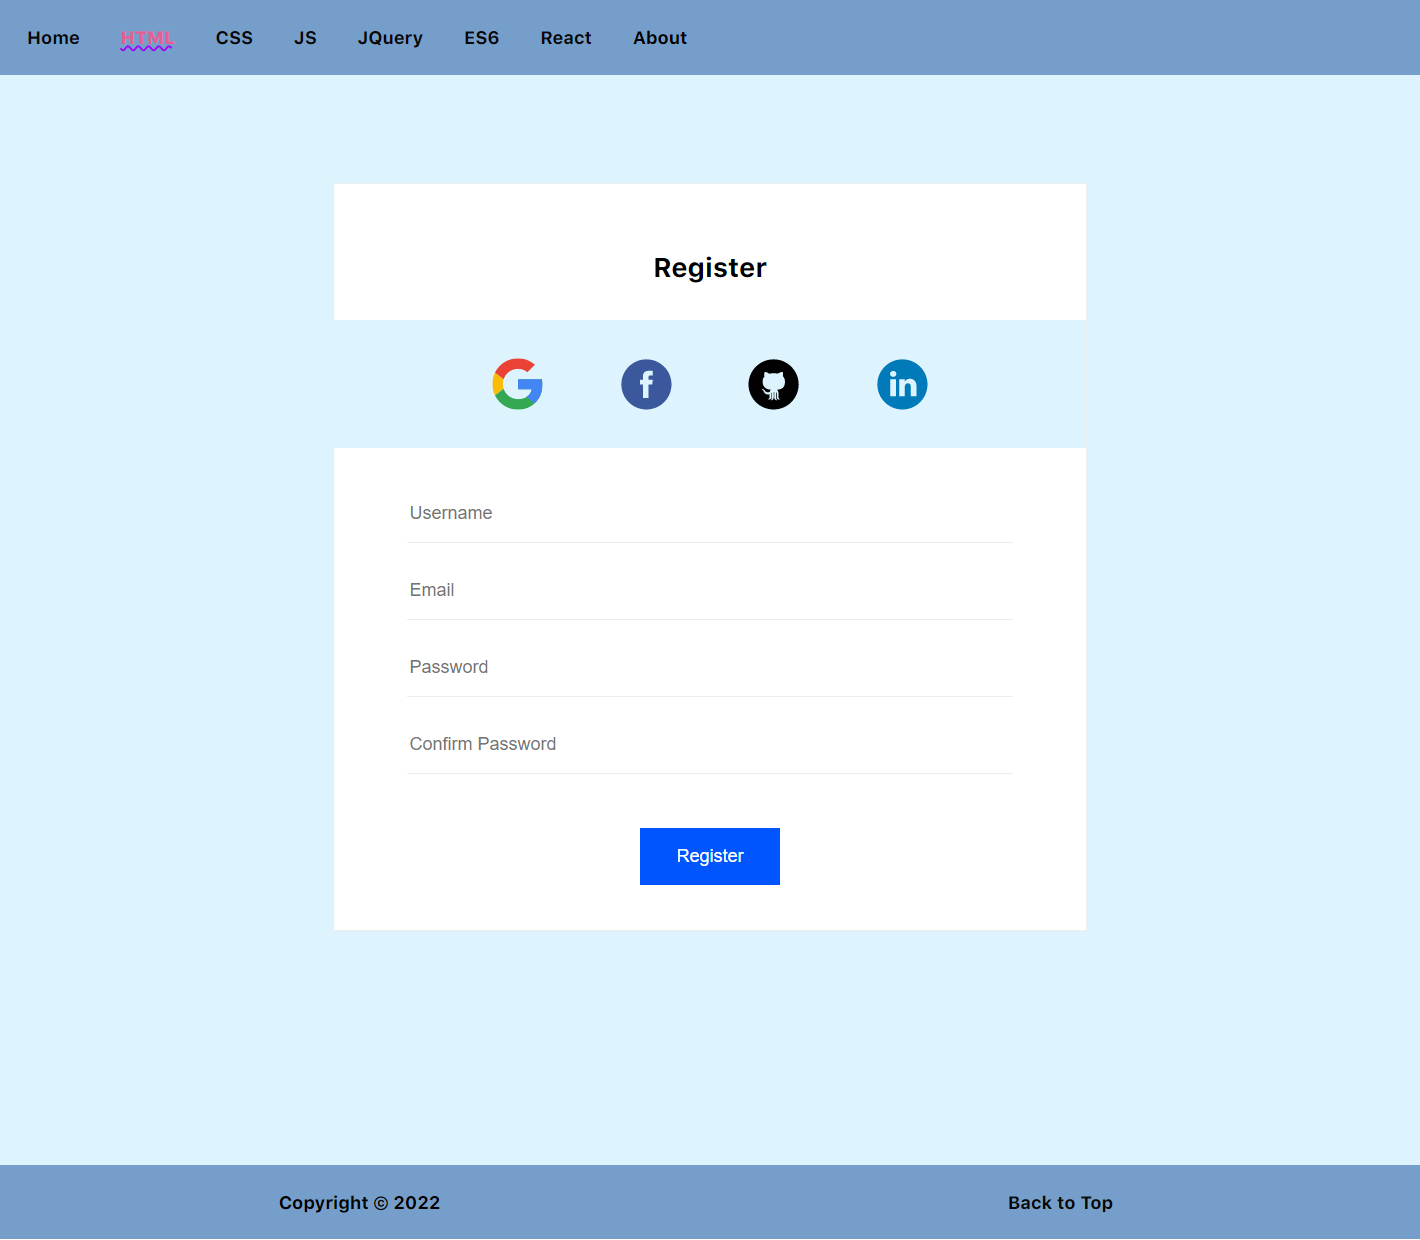 Home HTML CSS JS JQuery ES6 React About
Register
Username
Email
Password
Confirm Password
Register
Copyright © 2022 Back to Top